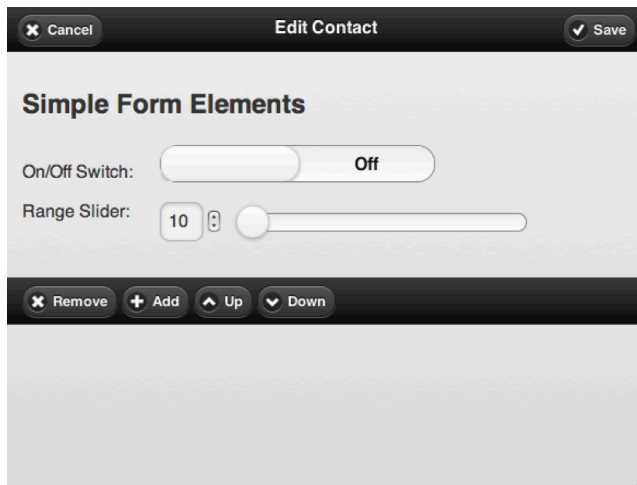 Cancel Edit Contact Save
Simple Form Elements
On/Off Switch: Off
Range Slider: 10
Remove Add Up Down